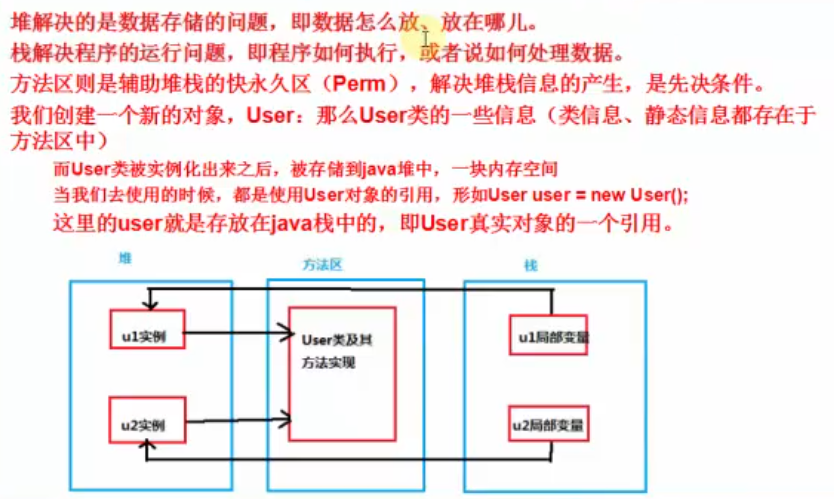 堆解决的是数据存储的问题，即数据怎么放、放在哪儿。
栈解决程序的运行问题，即程序如何执行，或者说如何处理数据。
方法区则是辅助堆栈的快永久区（Perm），解决堆栈信息的产生，是先决条件。
我们创建一个新的对象，User：那么User类的一些信息（类信息、静态信息都存在于
方法区中）
而User类被实例化出来之后，被存储到java堆中，一块内存空间
当我们去使用的时候，都是使用User对象的引用，形如User user = new User();
这里的user就是存放在java栈中的，即User真实对象的一个引用。
堆
方法区
栈
u1实例
User类及其
方法实现
u1局部变量
u2实例
u2局部变量